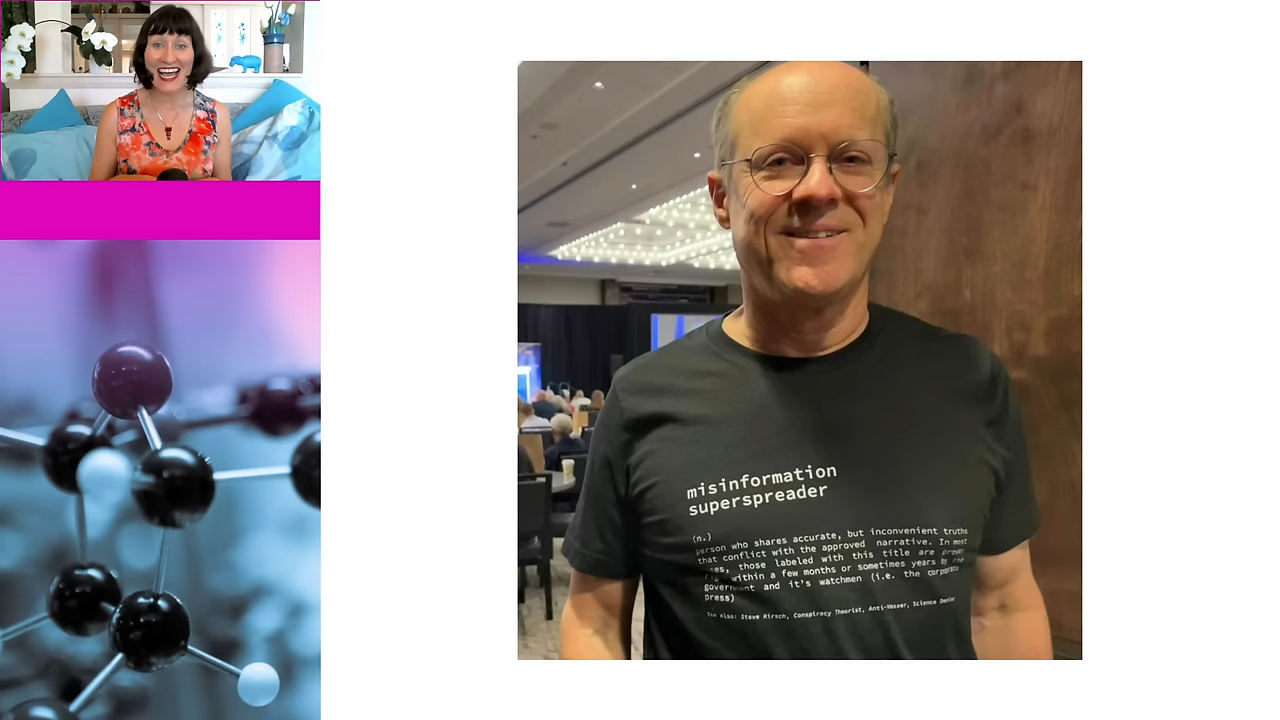 misinformation
superspreader
(n.)
person who shares accurate, but inconvenient truths
that conflict with the approved narrative. In most
those labeled with this title are
within a few months or sometimes years by the
government and it's watchmen (i.e. the corporate
press)
See also: Steve Kirsch, Conspiracy Theorist, Anti-Vaxxer, Science Denier